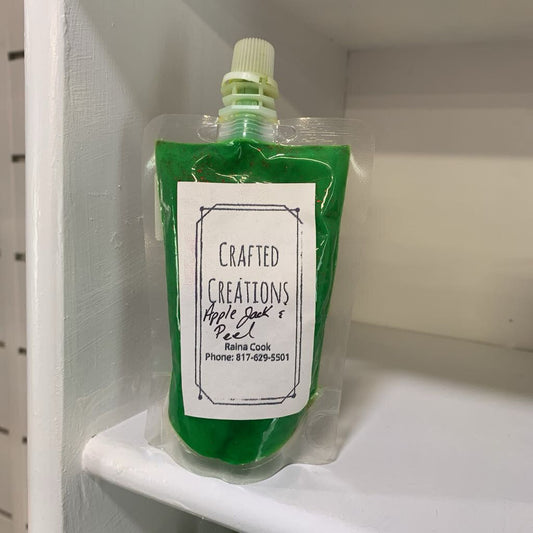 CRAFTED
CREATIONS
Apple Jack &
Peel
Raina Cook
Phone: 817-629-5501